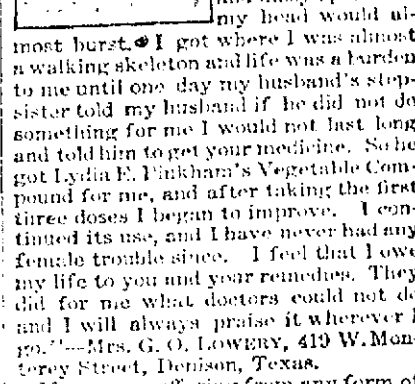 my head would al-
most burst. I got where I was almost
a walking skeleton and life was a burden
to me until one day my husband's step-
sister told my husband if he did not do
something for me I would not last long
and told him to get your medicine. So he
got Lydia E. Pinkham's Vegetable Com-
pound for me, and after taking the first
three doses I began to improve. I con-
tinued its use, and I have never had any
female trouble since. I feel that I owe
my life to you and your remedies. They
did for me what doctors could not do
and I will always praise it wherever I
go."—Mrs. G. O. LOWERY, 419 W. Mon-
terey Street, Denison, Texas.
from any form of